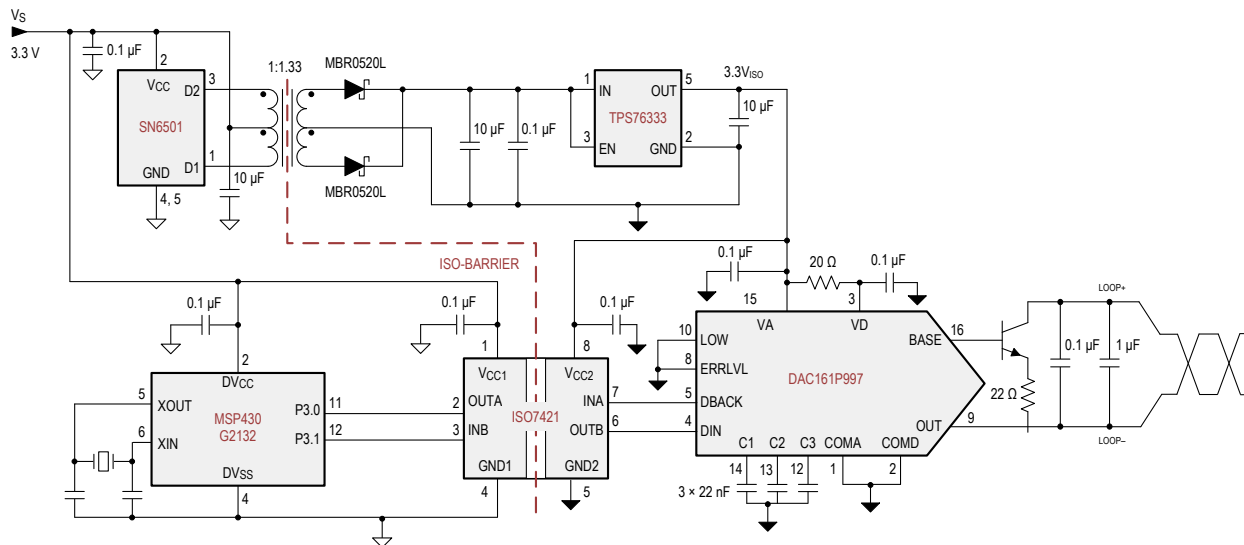 VS
3.3 V
0.1 µF
2
VCC
D2
3
SN6501
D1
1
GND
4, 5
10 µF
1:1.33
MBR0520L
MBR0520L
10 µF
0.1 µF
1
IN
OUT
5
TPS76333
3
EN
GND
2
3.3VISO
10 µF
ISO-BARRIER
0.1 µF
2
DVCC
5
XOUT
6
XIN
MSP430
G2132
P3.0
11
P3.1
12
DVSS
4
0.1 µF
1
VCC1
2
OUTA
3
INB
GND1
4
ISO7421
0.1 µF
8
VCC2
INA
7
OUTB
6
GND2
5
0.1 µF
20 Ω
0.1 µF
15
3
VA
VD
10
LOW
8
ERRLVL
5
DBACK
4
DIN
DAC161P997
BASE
16
OUT
9
C1
C2
C3
COMA
COMD
14
13
12
1
2
3 × 22 nF
22 Ω
0.1 µF
1 µF
LOOP+
LOOP–